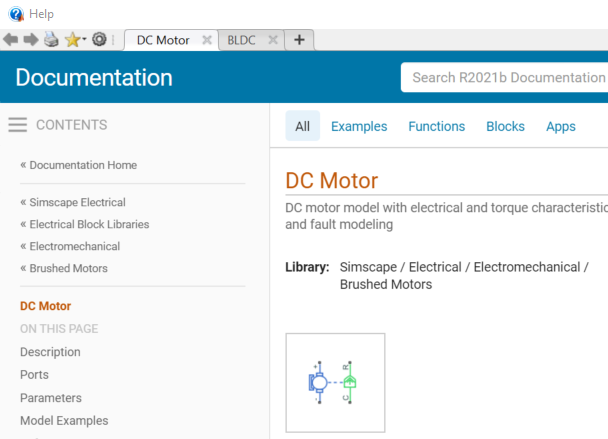 Help
DC Motor
BLDC
Documentation
Search R2021b Documentation
CONTENTS
All
Examples
Functions
Blocks
Apps
« Documentation Home
« Simscape Electrical
« Electrical Block Libraries
« Electromechanical
« Brushed Motors
DC Motor
ON THIS PAGE
Description
Ports
Parameters
Model Examples
DC Motor
DC motor model with electrical and torque characteristic
and fault modeling
Library: Simscape / Electrical / Electromechanical /
Brushed Motors
+
R
-
C